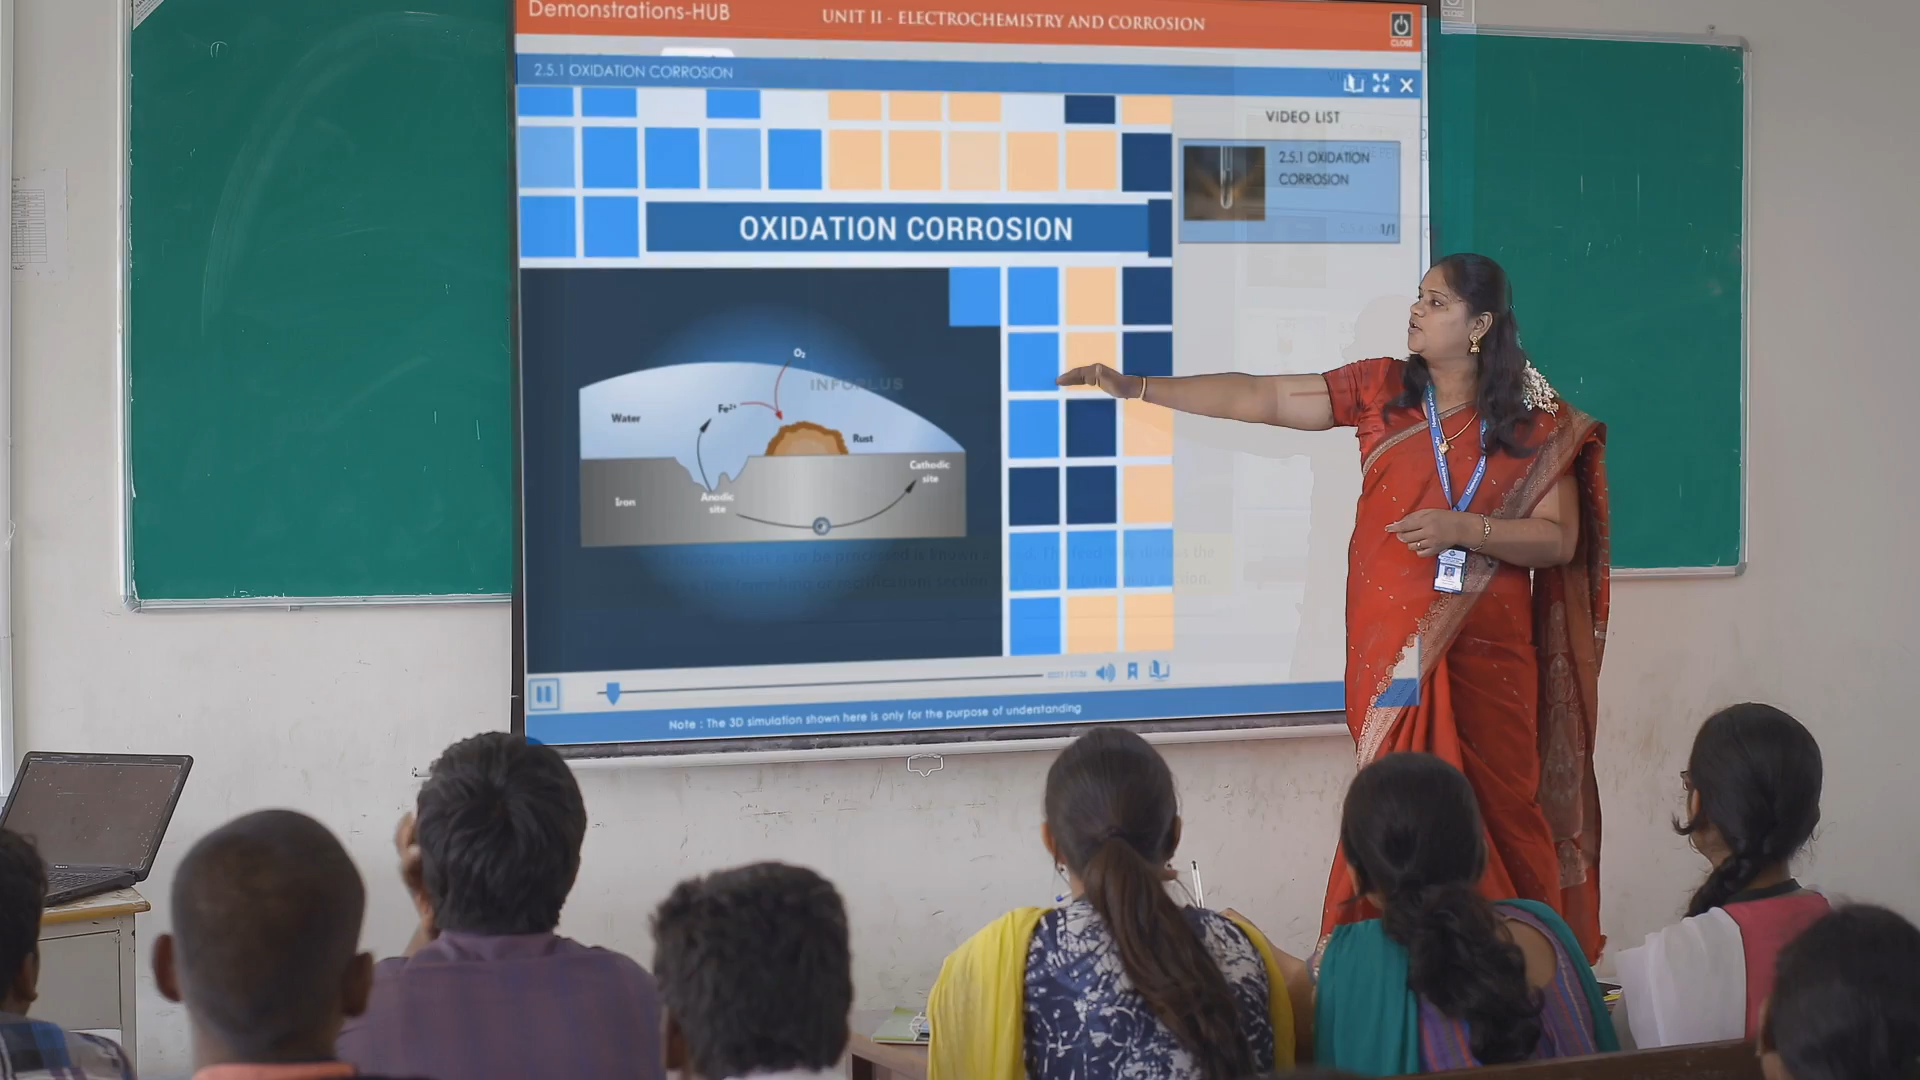 Demonstrations-HUB
UNIT II - ELECTROCHEMISTRY AND CORROSION
CLOSE
2.5.1 OXIDATION CORROSION
VIDEO LIST
2.5.1 OXIDATION
CORROSION
1/1
OXIDATION CORROSION
O₂
INFOPLUS
Fe²⁺
Water
Rust
Cathodic
site
Iron
Anodic
site
Note : The 3D simulation shown here is only for the purpose of understanding